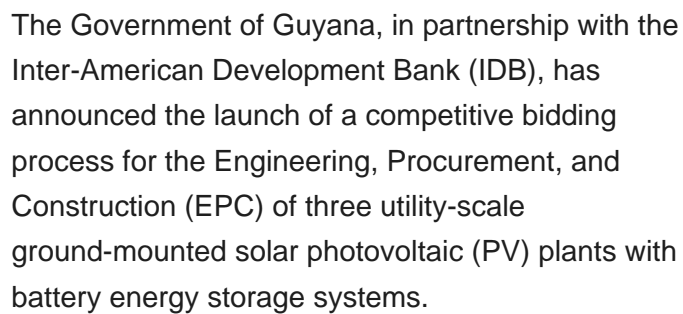 The Government of Guyana, in partnership with the
Inter-American Development Bank (IDB), has
announced the launch of a competitive bidding
process for the Engineering, Procurement, and
Construction (EPC) of three utility-scale
ground-mounted solar photovoltaic (PV) plants with
battery energy storage systems.